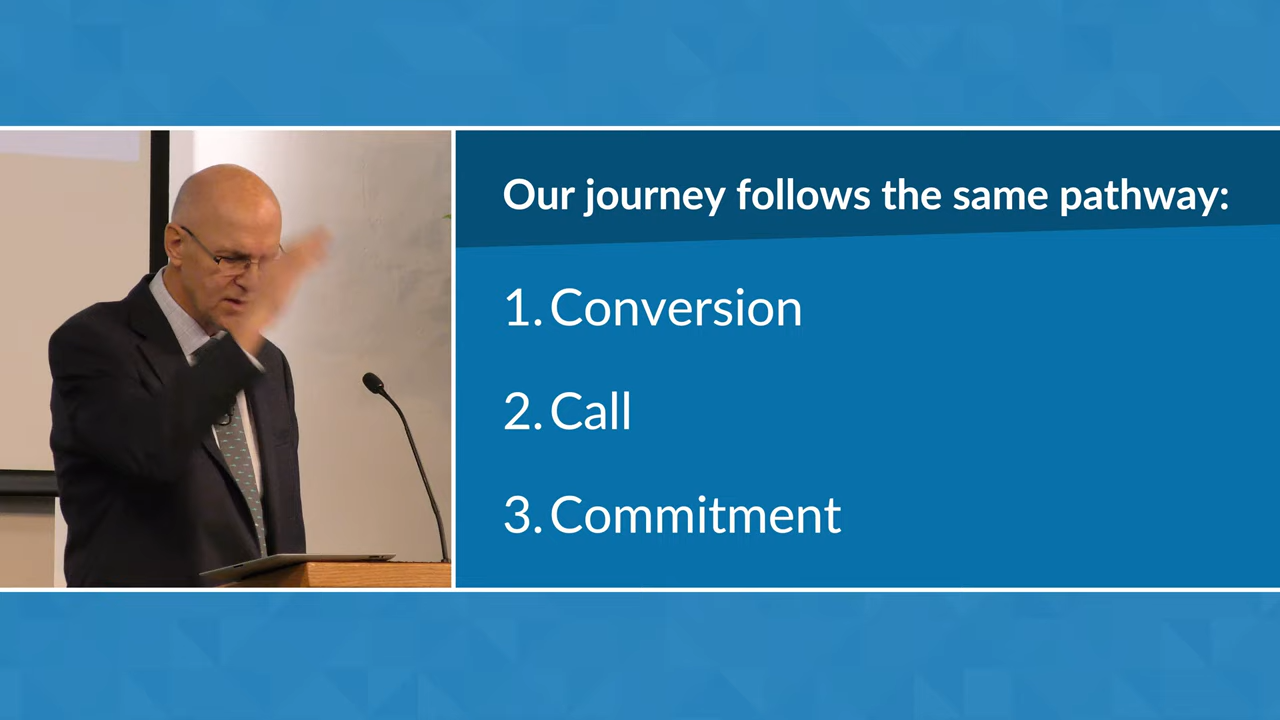 Our journey follows the same pathway:
1. Conversion
2. Call
3. Commitment